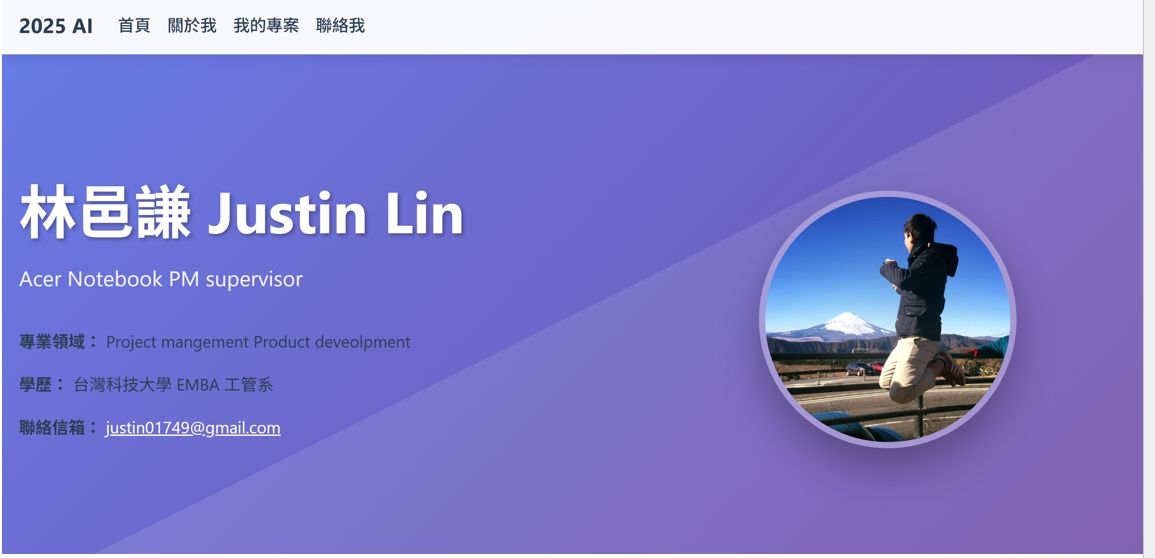 2025 AI 首頁 關於我 我的專案 聯絡我
林邑謙 Justin Lin
Acer Notebook PM supervisor
專業領域： Project mangement Product deveolpment
學歷： 台灣科技大學 EMBA 工管系
聯絡信箱： justin01749@gmail.com